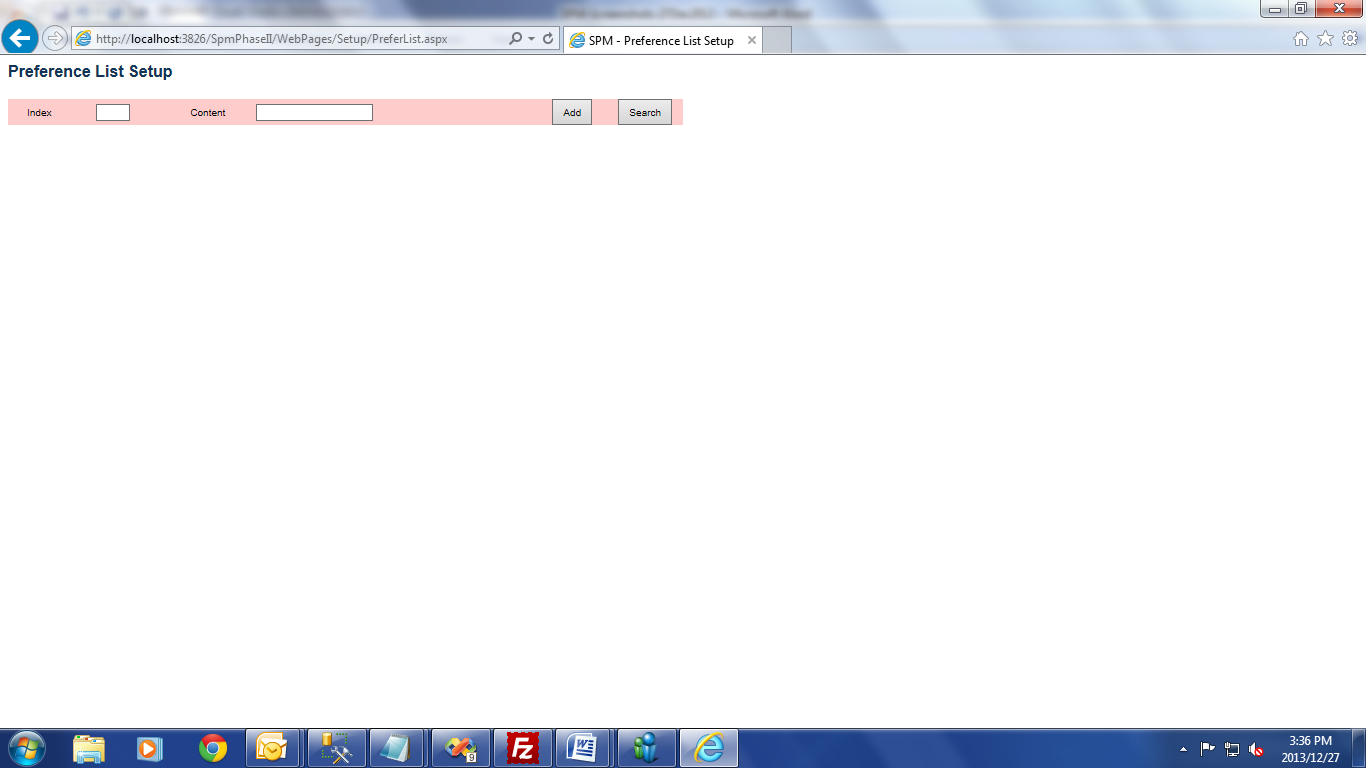 http://localhost:3826/SpmPhaseII/WebPages/Setup/PreferList.aspx
SPM - Preference List Setup
Preference List Setup
Index
Content
Add
Search
9
Fz
W
3:36 PM
2013/12/27